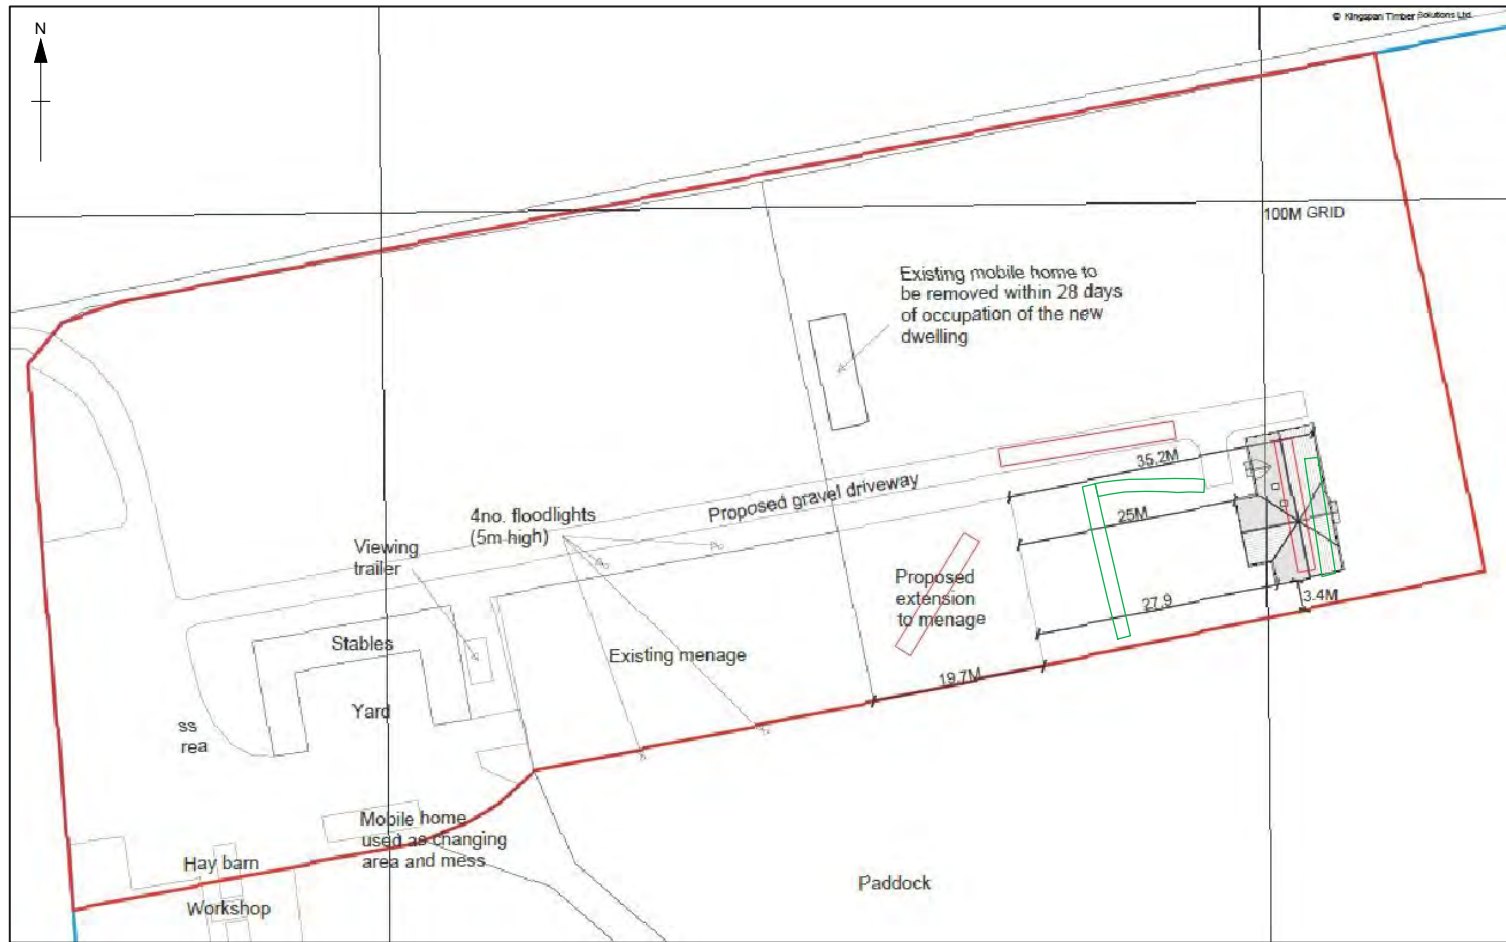 N
© Kingspan Timber Solutions Ltd.
100M GRID
Existing mobile home to
be removed within 28 days
of occupation of the new
dwelling
35.2M
Proposed gravel driveway
4no. floodlights
(5m-high)
25M
Viewing
trailer
Proposed
extension
to menage
27.9
3.4M
Stables
Existing menage
19.7M
Yard
ss
rea
Mobile home
used as changing
area and mess
Hay barn
Paddock
Workshop